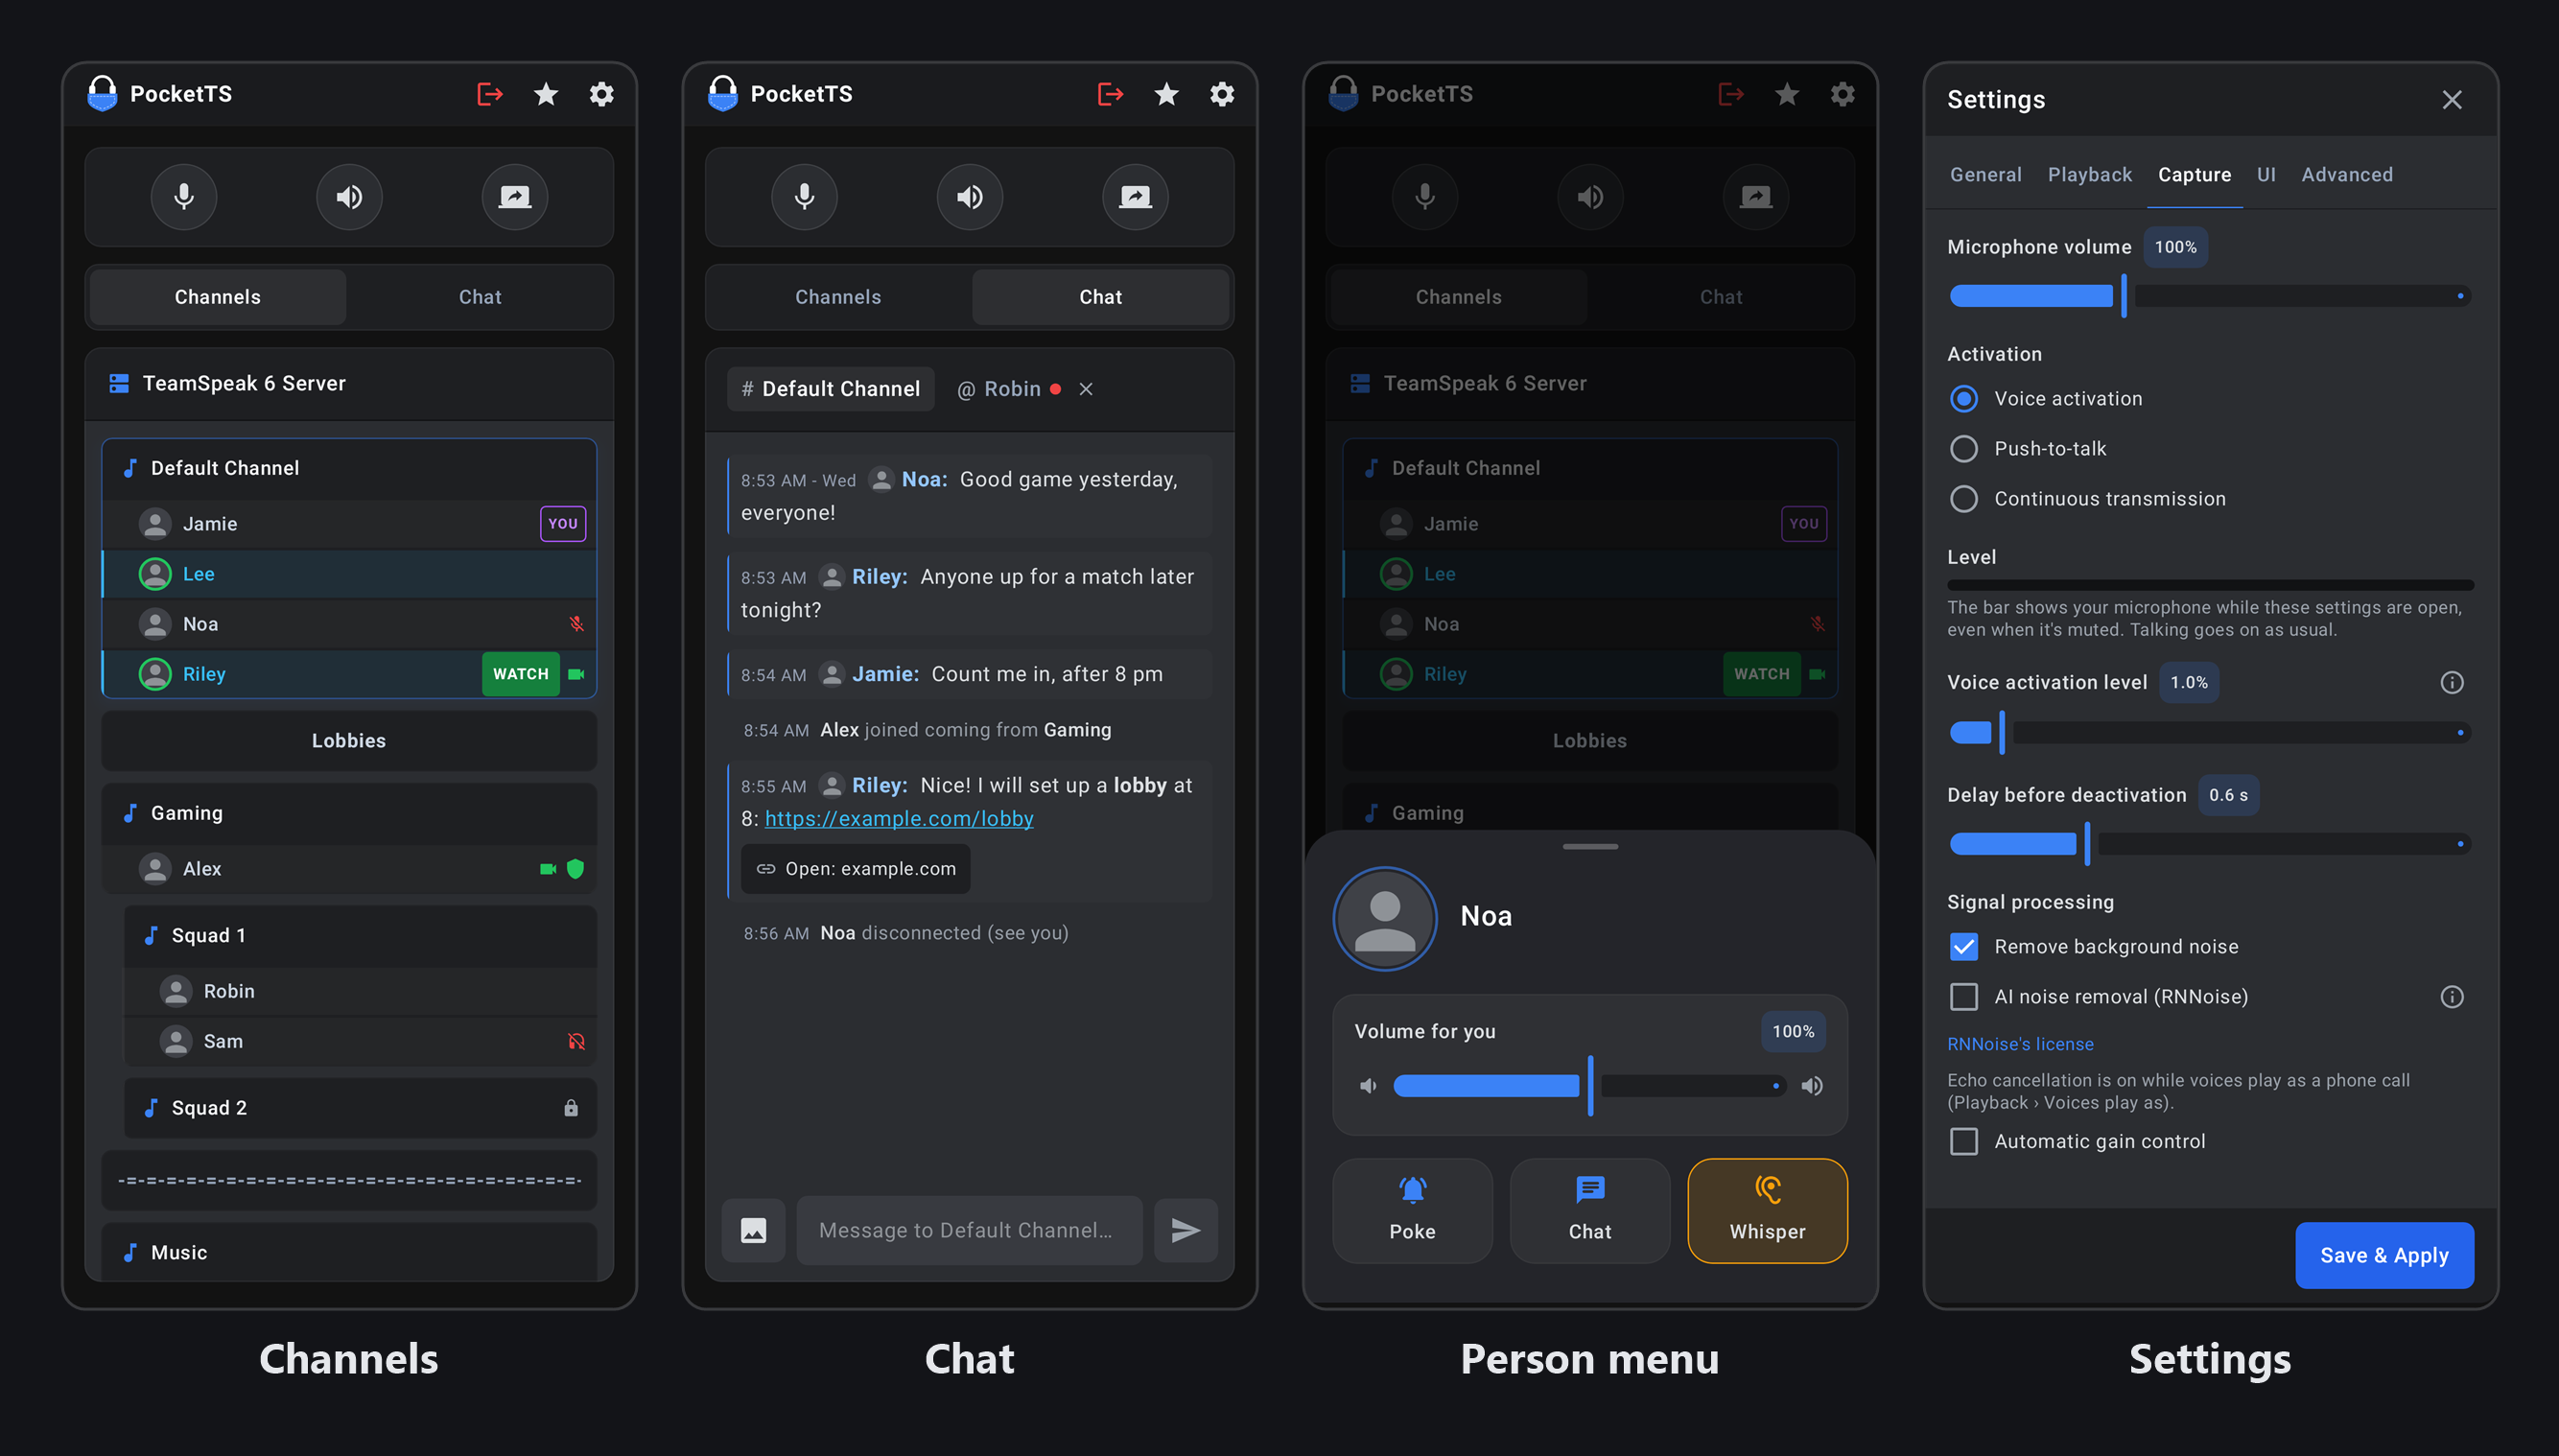 PocketTS
Channels
Chat
TeamSpeak 6 Server
Default Channel
Jamie
YOU
Lee
Noa
Riley
WATCH
Lobbies
Gaming
Alex
Squad 1
Robin
Sam
Squad 2
-=-=-=-=-=-=-=-=-=-=-=-=-=-=-=-=-=-=-=-=-=-=-=-
Music
Channels
PocketTS
Channels
Chat
# Default Channel
@ Robin
8:53 AM - Wed Noa: Good game yesterday,
everyone!
8:53 AM Riley: Anyone up for a match later
tonight?
8:54 AM Jamie: Count me in, after 8 pm
8:54 AM Alex joined coming from Gaming
8:55 AM Riley: Nice! I will set up a lobby at
8: https://example.com/lobby
Open: example.com
8:56 AM Noa disconnected (see you)
Message to Default Channel...
Chat
PocketTS
Channels
Chat
TeamSpeak 6 Server
Default Channel
Jamie
YOU
Lee
Noa
Riley
WATCH
Lobbies
Gaming
Noa
Volume for you
100%
Poke
Chat
Whisper
Person menu
Settings
General
Playback
Capture
UI
Advanced
Microphone volume 100%
Activation
Voice activation
Push-to-talk
Continuous transmission
Level
The bar shows your microphone while these settings are open,
even when it's muted. Talking goes on as usual.
Voice activation level 1.0%
Delay before deactivation 0.6 s
Signal processing
Remove background noise
AI noise removal (RNNoise)
RNNoise's license
Echo cancellation is on while voices play as a phone call
(Playback › Voices play as).
Automatic gain control
Save & Apply
Settings